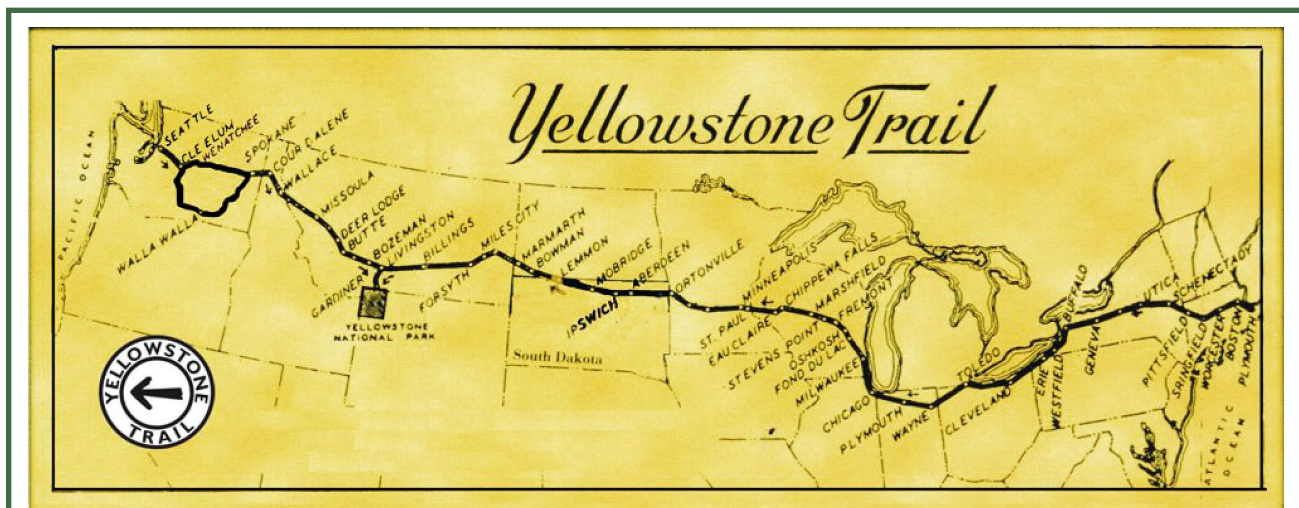 Yellowstone Trail
PACIFIC OCEAN
SEATTLE
CLE ELUM
WENATCHEE
SPOKANE
COUR D ALENE
WALLACE
WALLA WALLA
MISSOULA
DEER LODGE
BUTTE
BOZEMAN
LIVINGSTON
BILLINGS
GARDINER
FORSYTH
MILES CITY
YELLOWSTONE
NATIONAL PARK
MARMARTH
BOWMAN
LEMMON
MOBRIDGE
IPSWICH
ABERDEEN
ORTONVILLE
South Dakota
MINNEAPOLIS
ST. PAUL
CHIPPEWA FALLS
EAU CLAIRE
MARSHFIELD
STEVENS POINT
FREMONT
OSHKOSH
FOND DU LAC
MILWAUKEE
CHICAGO
PLYMOUTH
WAYNE
TOLEDO
CLEVELAND
ERIE
WESTFIELD
BUFFALO
GENEVA
UTICA
SCHENECTADY
PITTSFIELD
SRINGFIELD
WORCESTER
BOSTON
PLYMOUTH
ATLANTIC
OCEAN
YELLOWSTONE
TRAIL